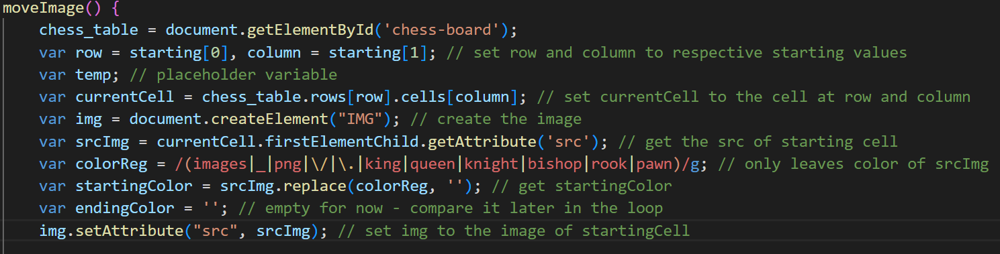 moveImage() {
chess_table = document.getElementById('chess-board');
var row = starting[0], column = starting[1]; // set row and column to respective starting values
var temp; // placeholder variable
var currentCell = chess_table.rows[row].cells[column]; // set currentCell to the cell at row and column
var img = document.createElement("IMG"); // create the image
var srcImg = currentCell.firstElementChild.getAttribute('src'); // get the src of starting cell
var colorReg = /(images|_|png|\/|\.|king|queen|knight|bishop|rook|pawn)/g; // only leaves color of srcImg
var startingColor = srcImg.replace(colorReg, ''); // get startingColor
var endingColor = ''; // empty for now - compare it later in the loop
img.setAttribute("src", srcImg); // set img to the image of startingCell